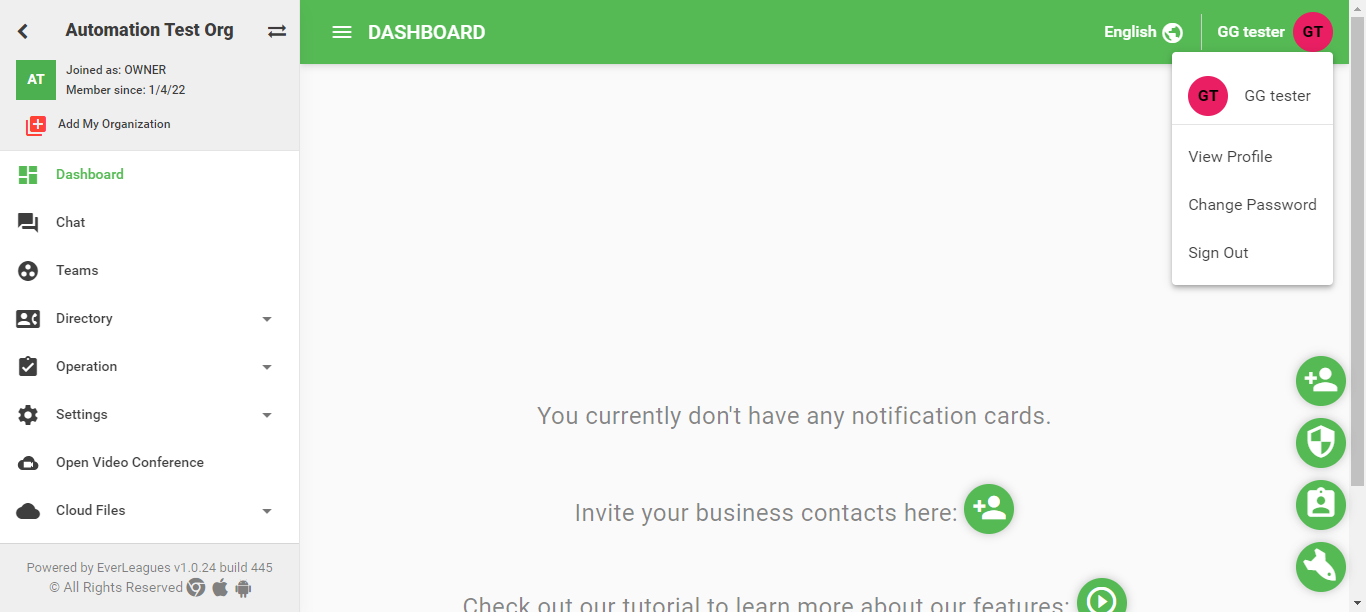 Automation Test Org
AT
Joined as: OWNER
Member since: 1/4/22
Add My Organization
Dashboard
Chat
Teams
Directory
Operation
Settings
Open Video Conference
Cloud Files
Powered by EverLeagues v1.0.24 build 445
© All Rights Reserved
DASHBOARD
English
GG tester
GT
GT
GG tester
View Profile
Change Password
Sign Out
You currently don't have any notification cards.
Invite your business contacts here:
Check out our tutorial to learn more about our features: